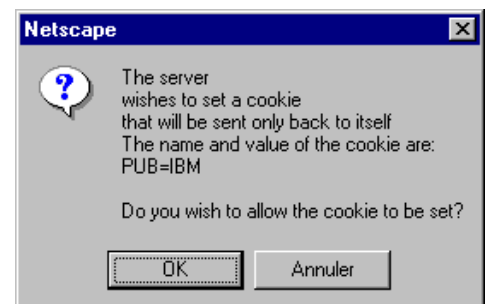 Netscape
The server
wishes to set a cookie
that will be sent only back to itself
The name and value of the cookie are:
PUB=IBM
Do you wish to allow the cookie to be set?
OK Annuler